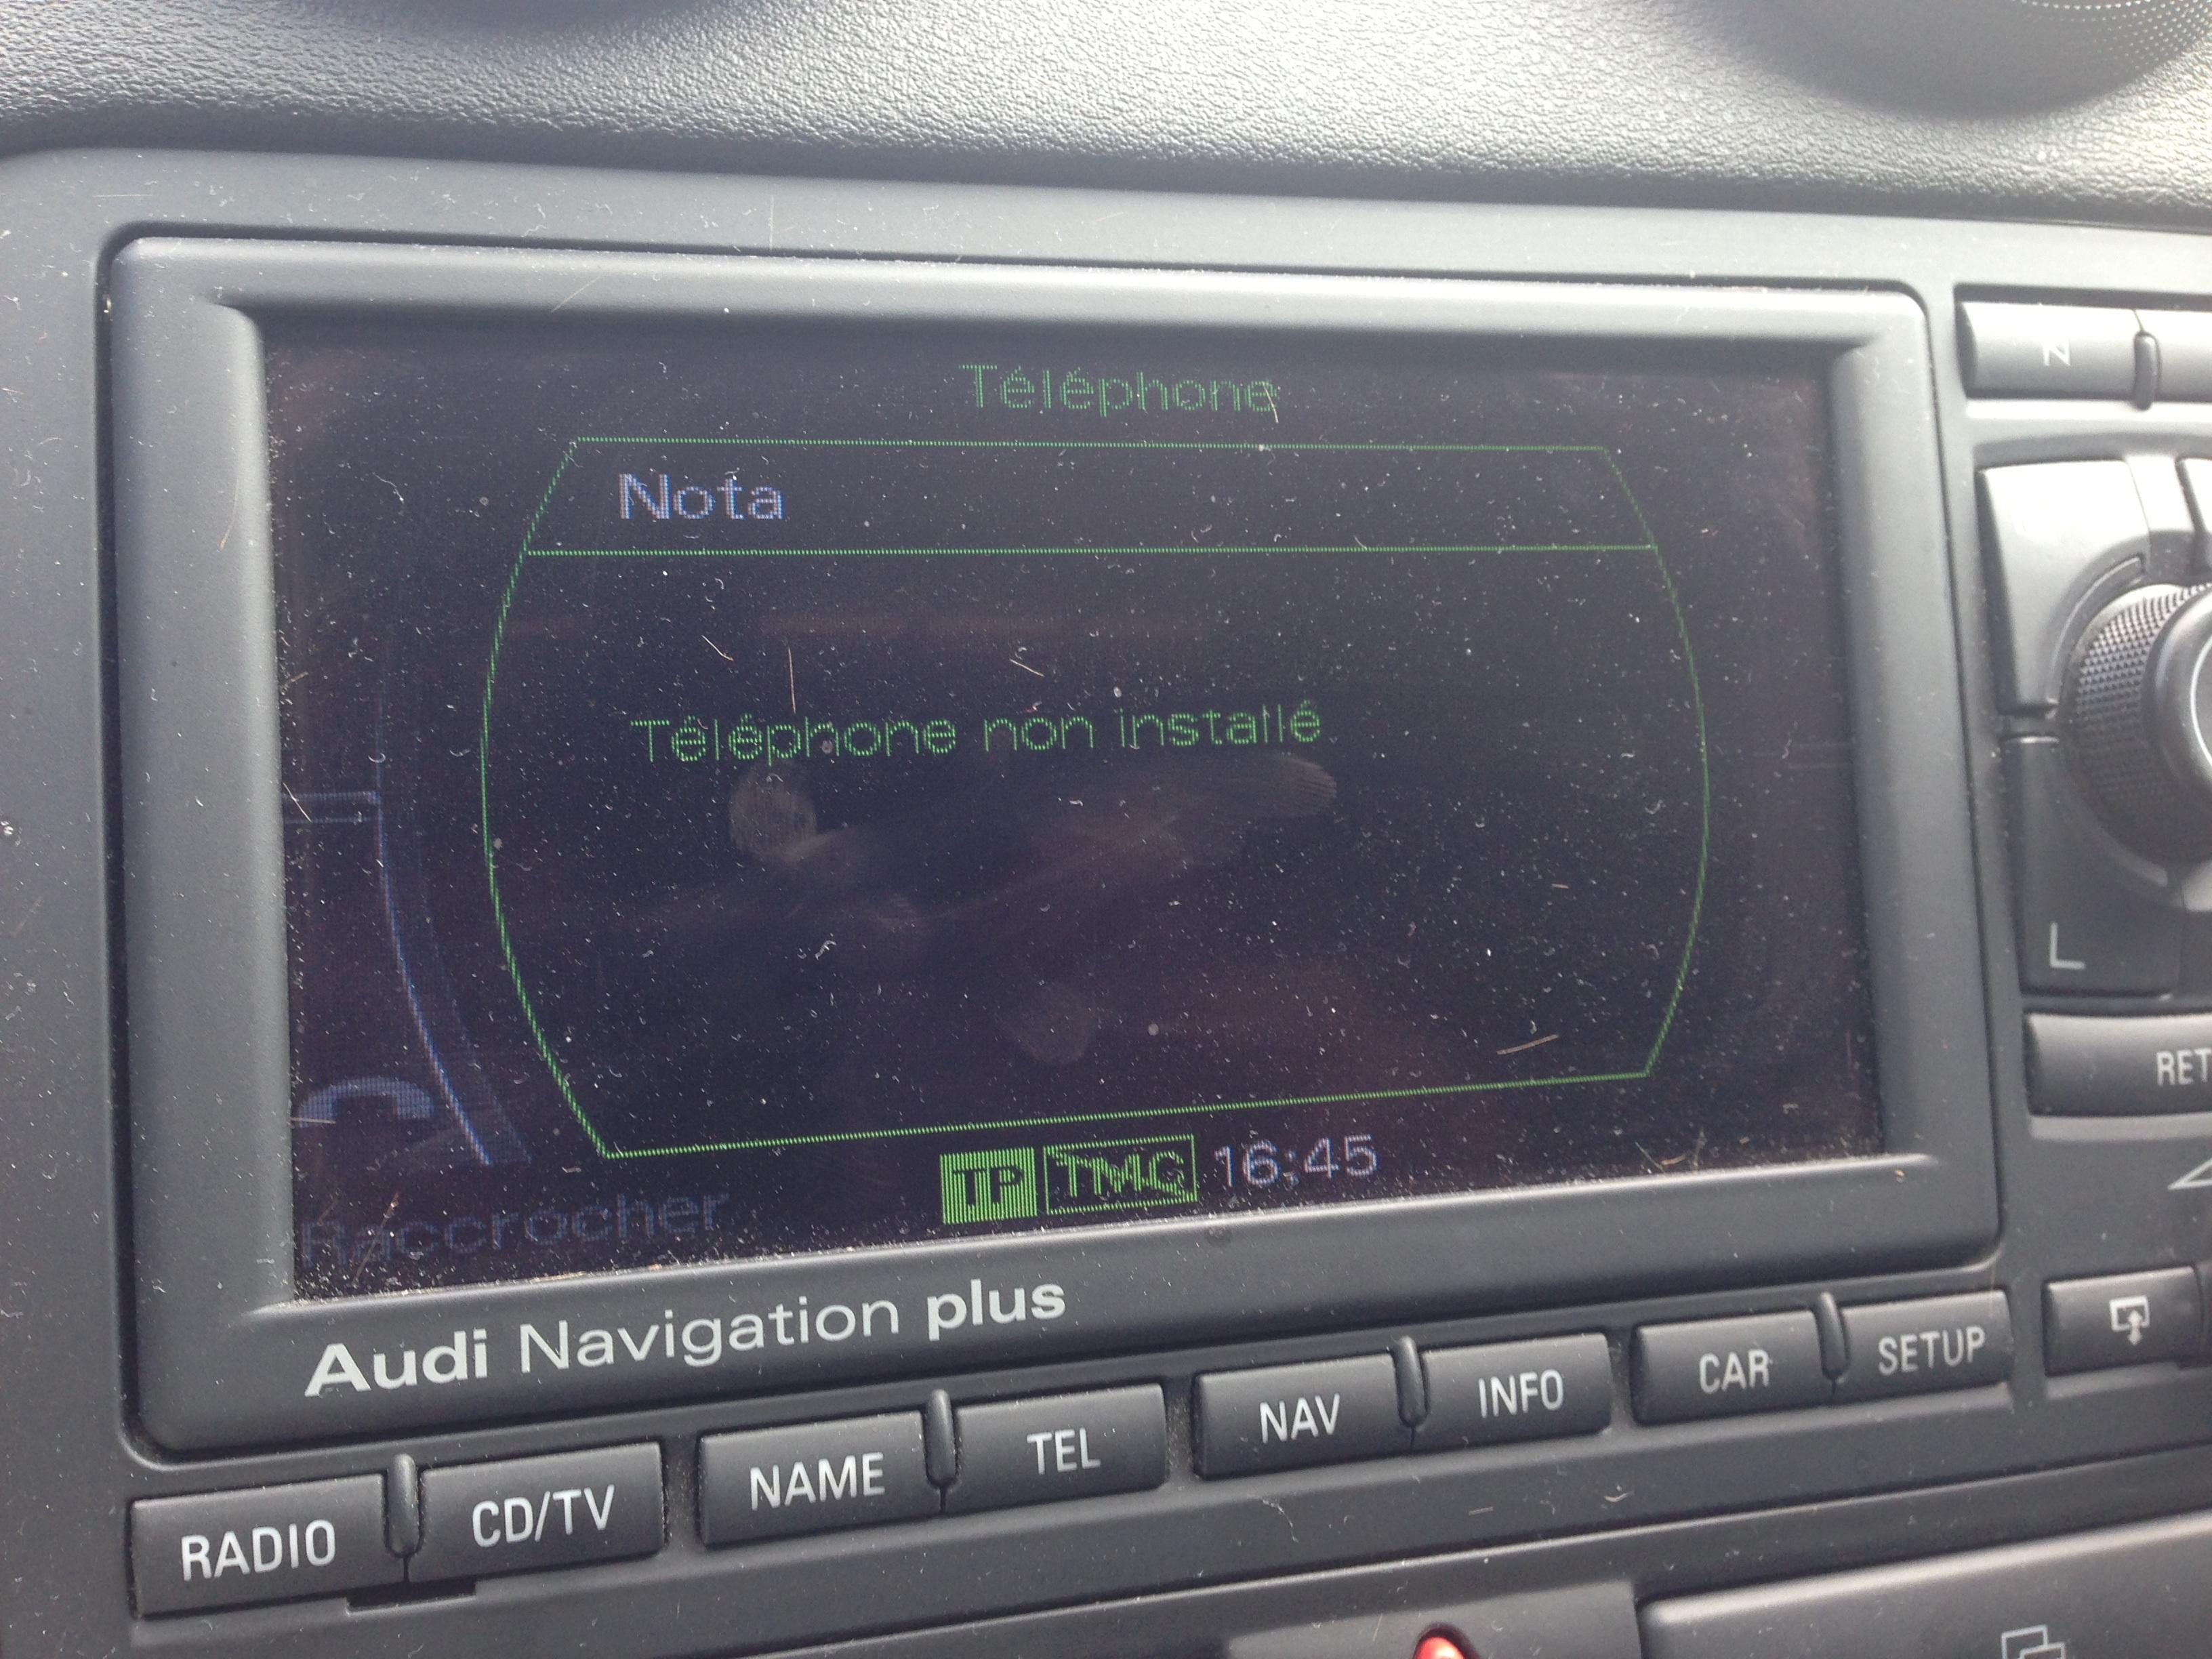 Téléphone
Nota
Téléphone non installé
Raccrocher
TP TMC 16:45
Audi Navigation plus
RADIO CD/TV NAME TEL NAV INFO CAR SETUP
N
L
RET